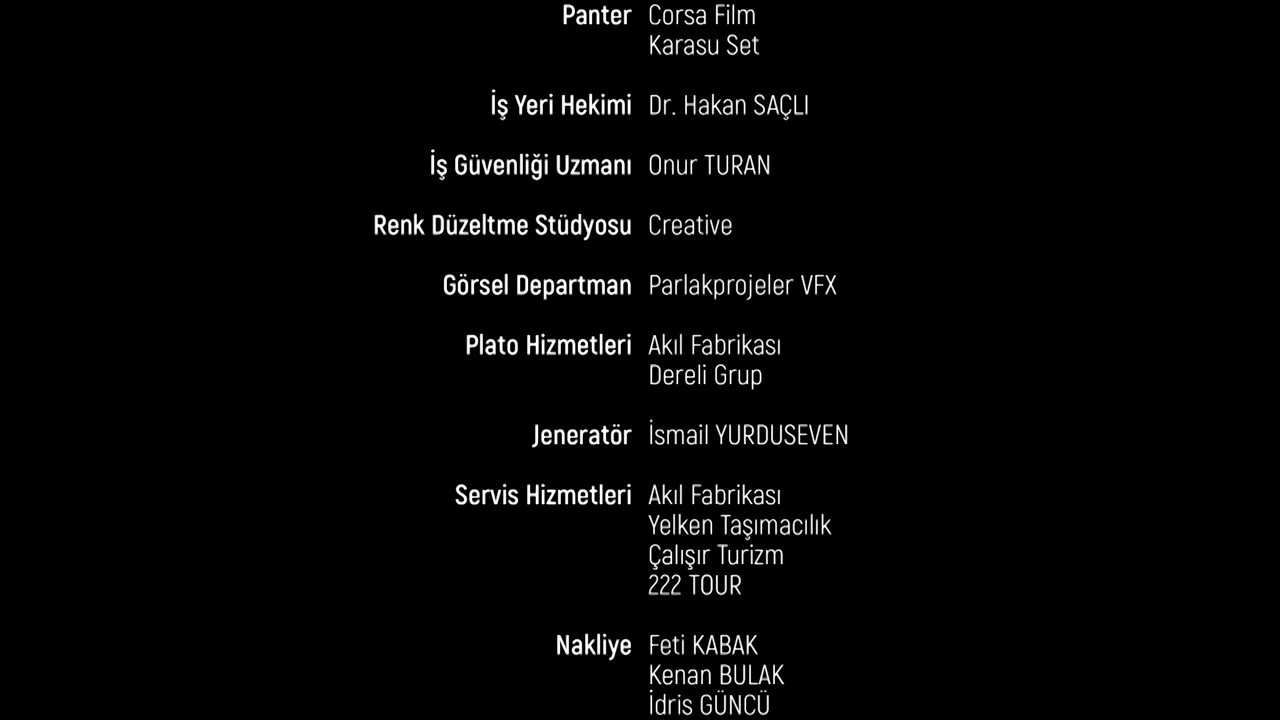 Panter Corsa Film
Karasu Set
İş Yeri Hekimi Dr. Hakan SAÇLI
İş Güvenliği Uzmanı Onur TURAN
Renk Düzeltme Stüdyosu Creative
Görsel Departman Parlakprojeler VFX
Plato Hizmetleri Akıl Fabrikası
Dereli Grup
Jeneratör İsmail YURDUSEVEN
Servis Hizmetleri Akıl Fabrikası
Yelken Taşımacılık
Çalışır Turizm
222 TOUR
Nakliye Feti KABAK
Kenan BULAK
İdris GÜNCÜ